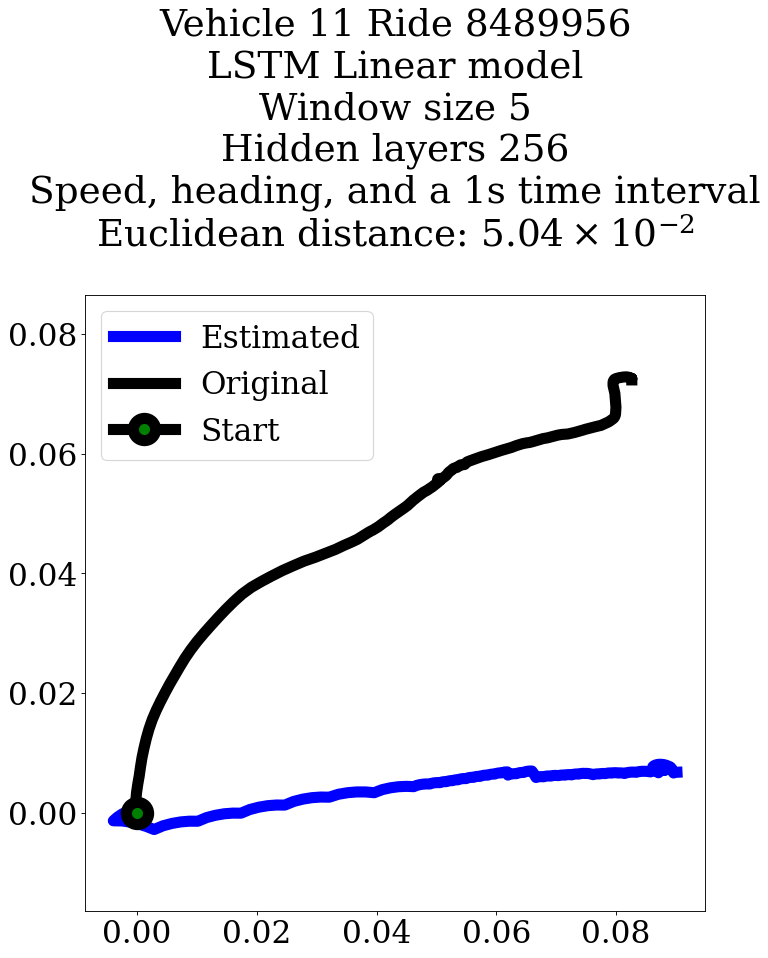 Vehicle 11 Ride 8489956
LSTM Linear model
Window size 5
Hidden layers 256
Speed, heading, and a 1s time interval
Euclidean distance: 5.04 × 10⁻²
Estimated
Original
Start
0.08
0.06
0.04
0.02
0.00
0.00 0.02 0.04 0.06 0.08